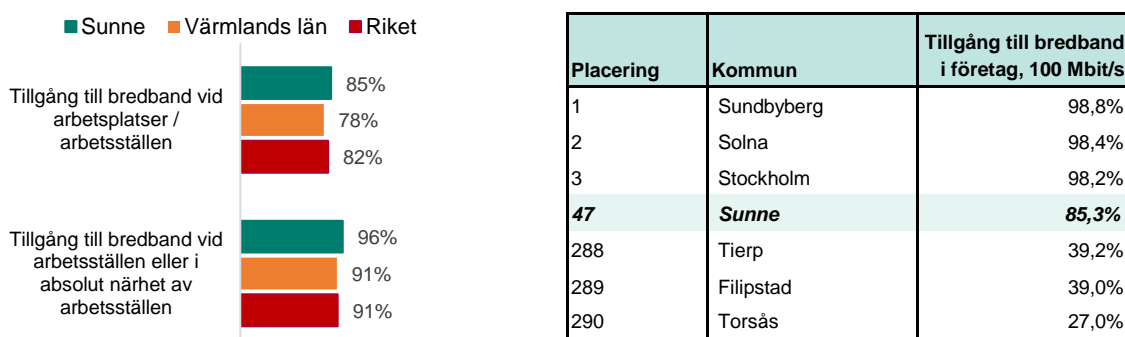 Sunne Värmlands län Riket
Tillgång till bredband vid
arbetsplatser /
arbetsställen
85%
78%
82%
Tillgång till bredband vid
arbetsställen eller i
absolut närhet av
arbetsställen
96%
91%
91%
Placering Kommun Tillgång till bredband
i företag, 100 Mbit/s
1 Sundbyberg 98,8%
2 Solna 98,4%
3 Stockholm 98,2%
47 Sunne 85,3%
288 Tierp 39,2%
289 Filipstad 39,0%
290 Torsås 27,0%